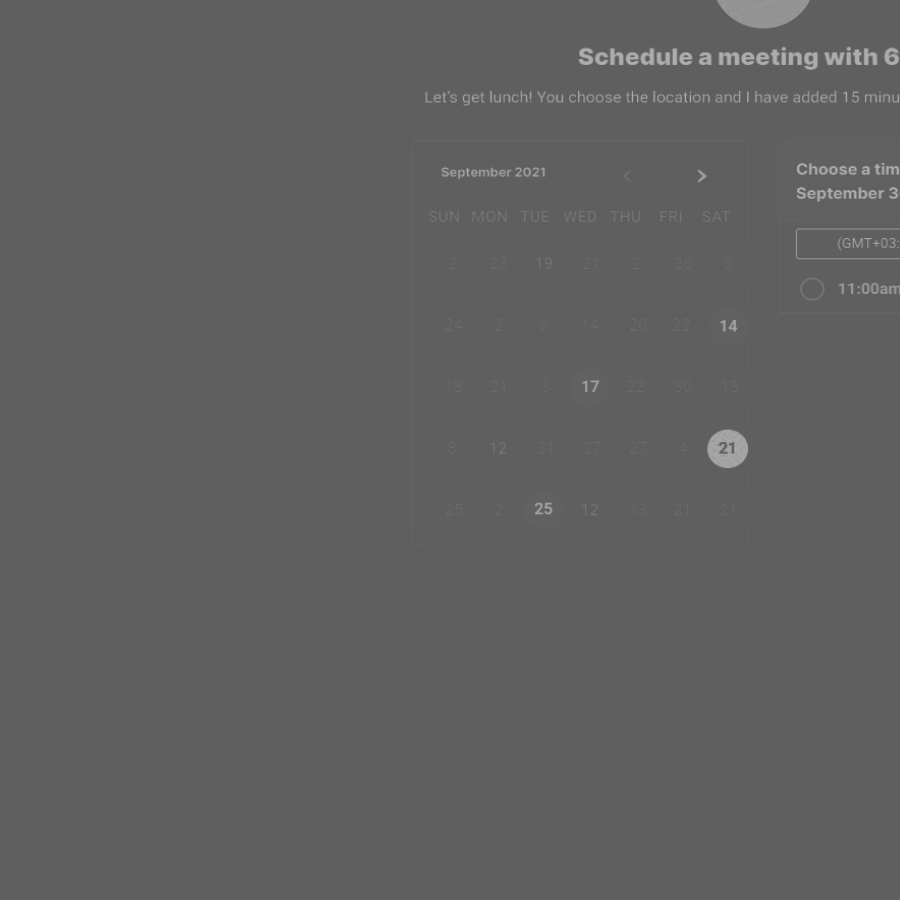 Schedule a meeting with 6
Let's get lunch! You choose the location and I have added 15 minu
September 2021
SUN MON TUE WED THU FRI SAT
2 23 19 21 2 26 3
24 2 8 14 20 22 14
18 21 3 17 22 30 13
8 12 31 27 27 4 21
25 2 25 12 13 21 21
Choose a tim
September 3
(GMT+03:
11:00am